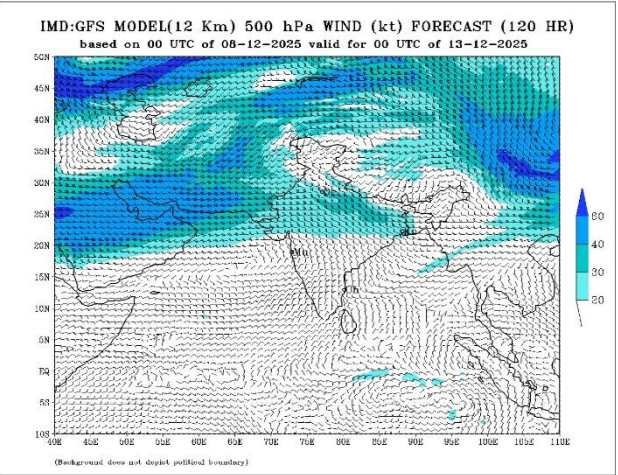 IMD:GFS MODEL(12 Km) 500 hPa WIND (kt) FORECAST (120 HR)
based on 00 UTC of 08-12-2025 valid for 00 UTC of 13-12-2025
50N
45N
40N
35N
30N
25N
20N
15N
10N
5N
EQ
5S
10S
60
40
30
20
Mu
Ch
40E 45E 50E 55E 60E 65E 70E 75E 80E 85E 90E 95E 100E 105E 110E
(Background does not depict political boundary)